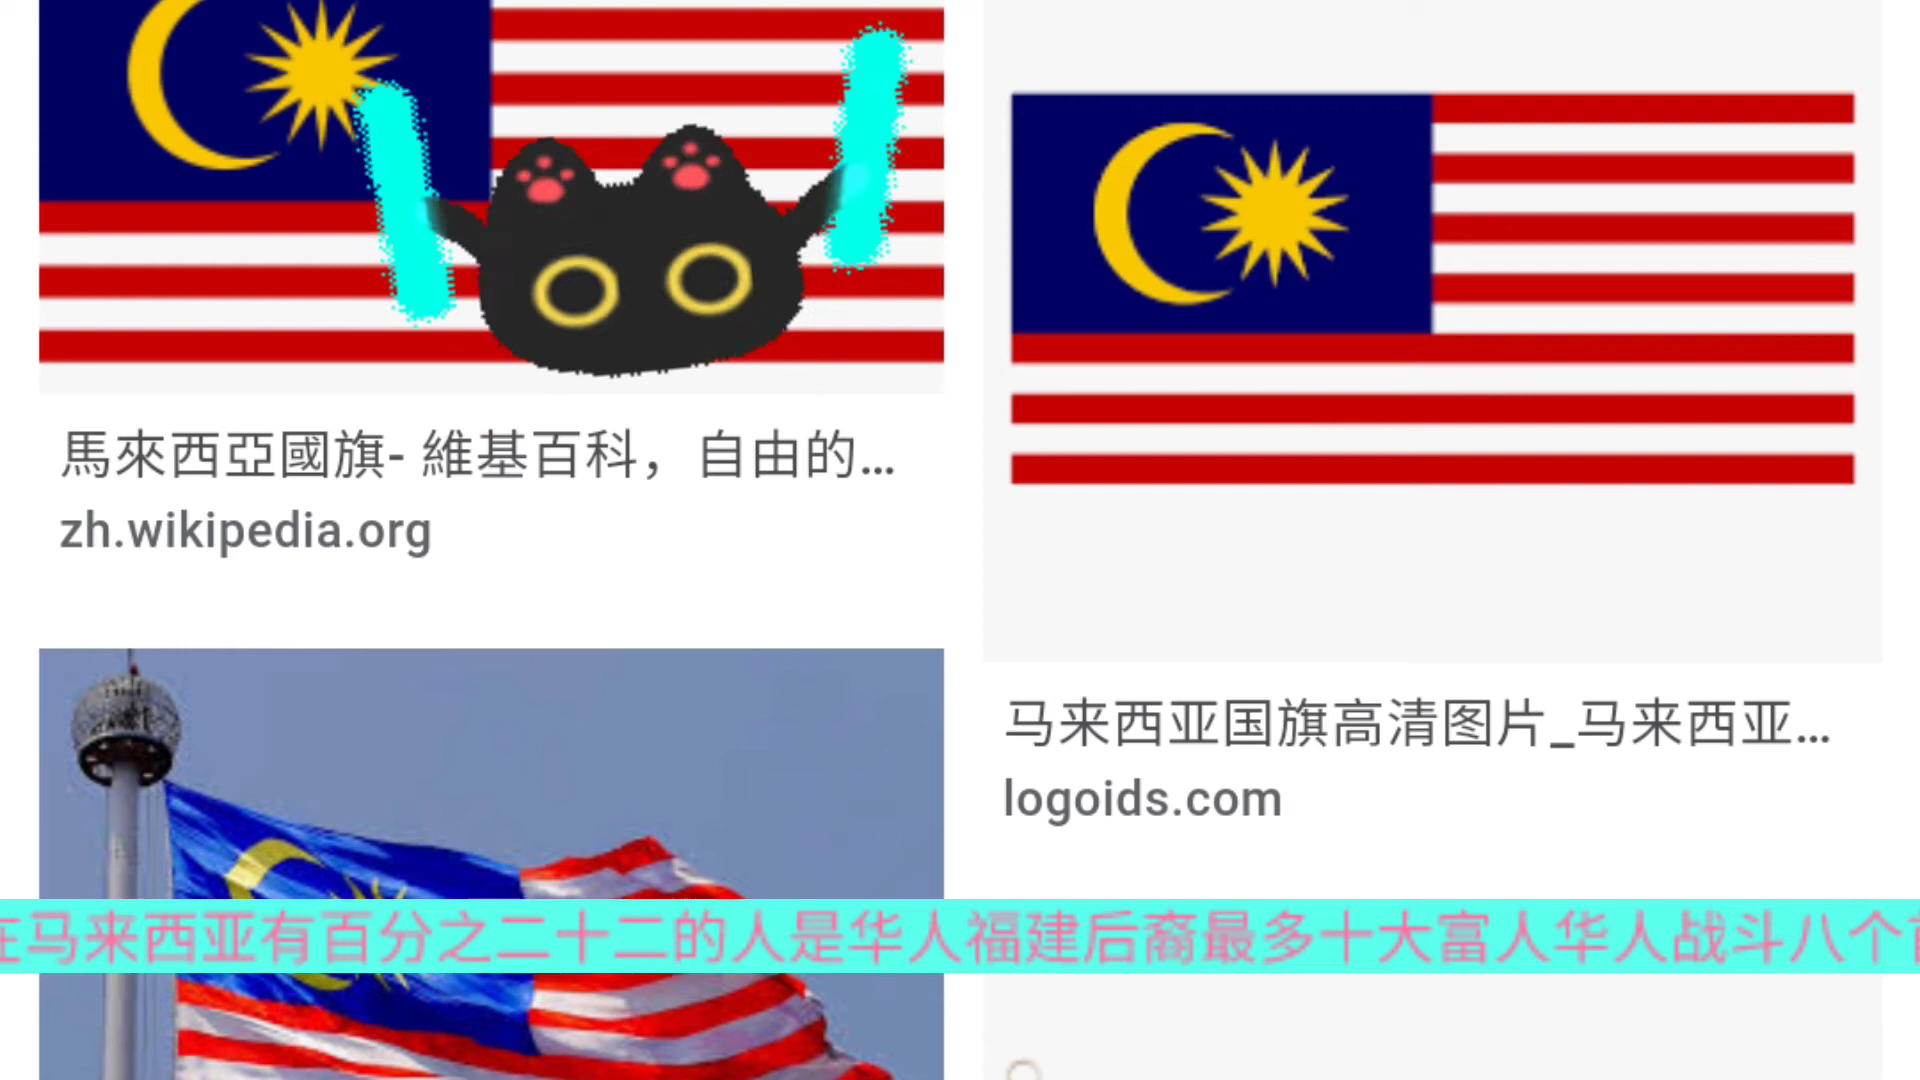 馬來西亞國旗- 維基百科，自由的...
zh.wikipedia.org
马来西亚国旗高清图片_马来西亚...
logoids.com
在马来西亚有百分之二十二的人是华人福建后裔最多十大富人华人战斗八个百